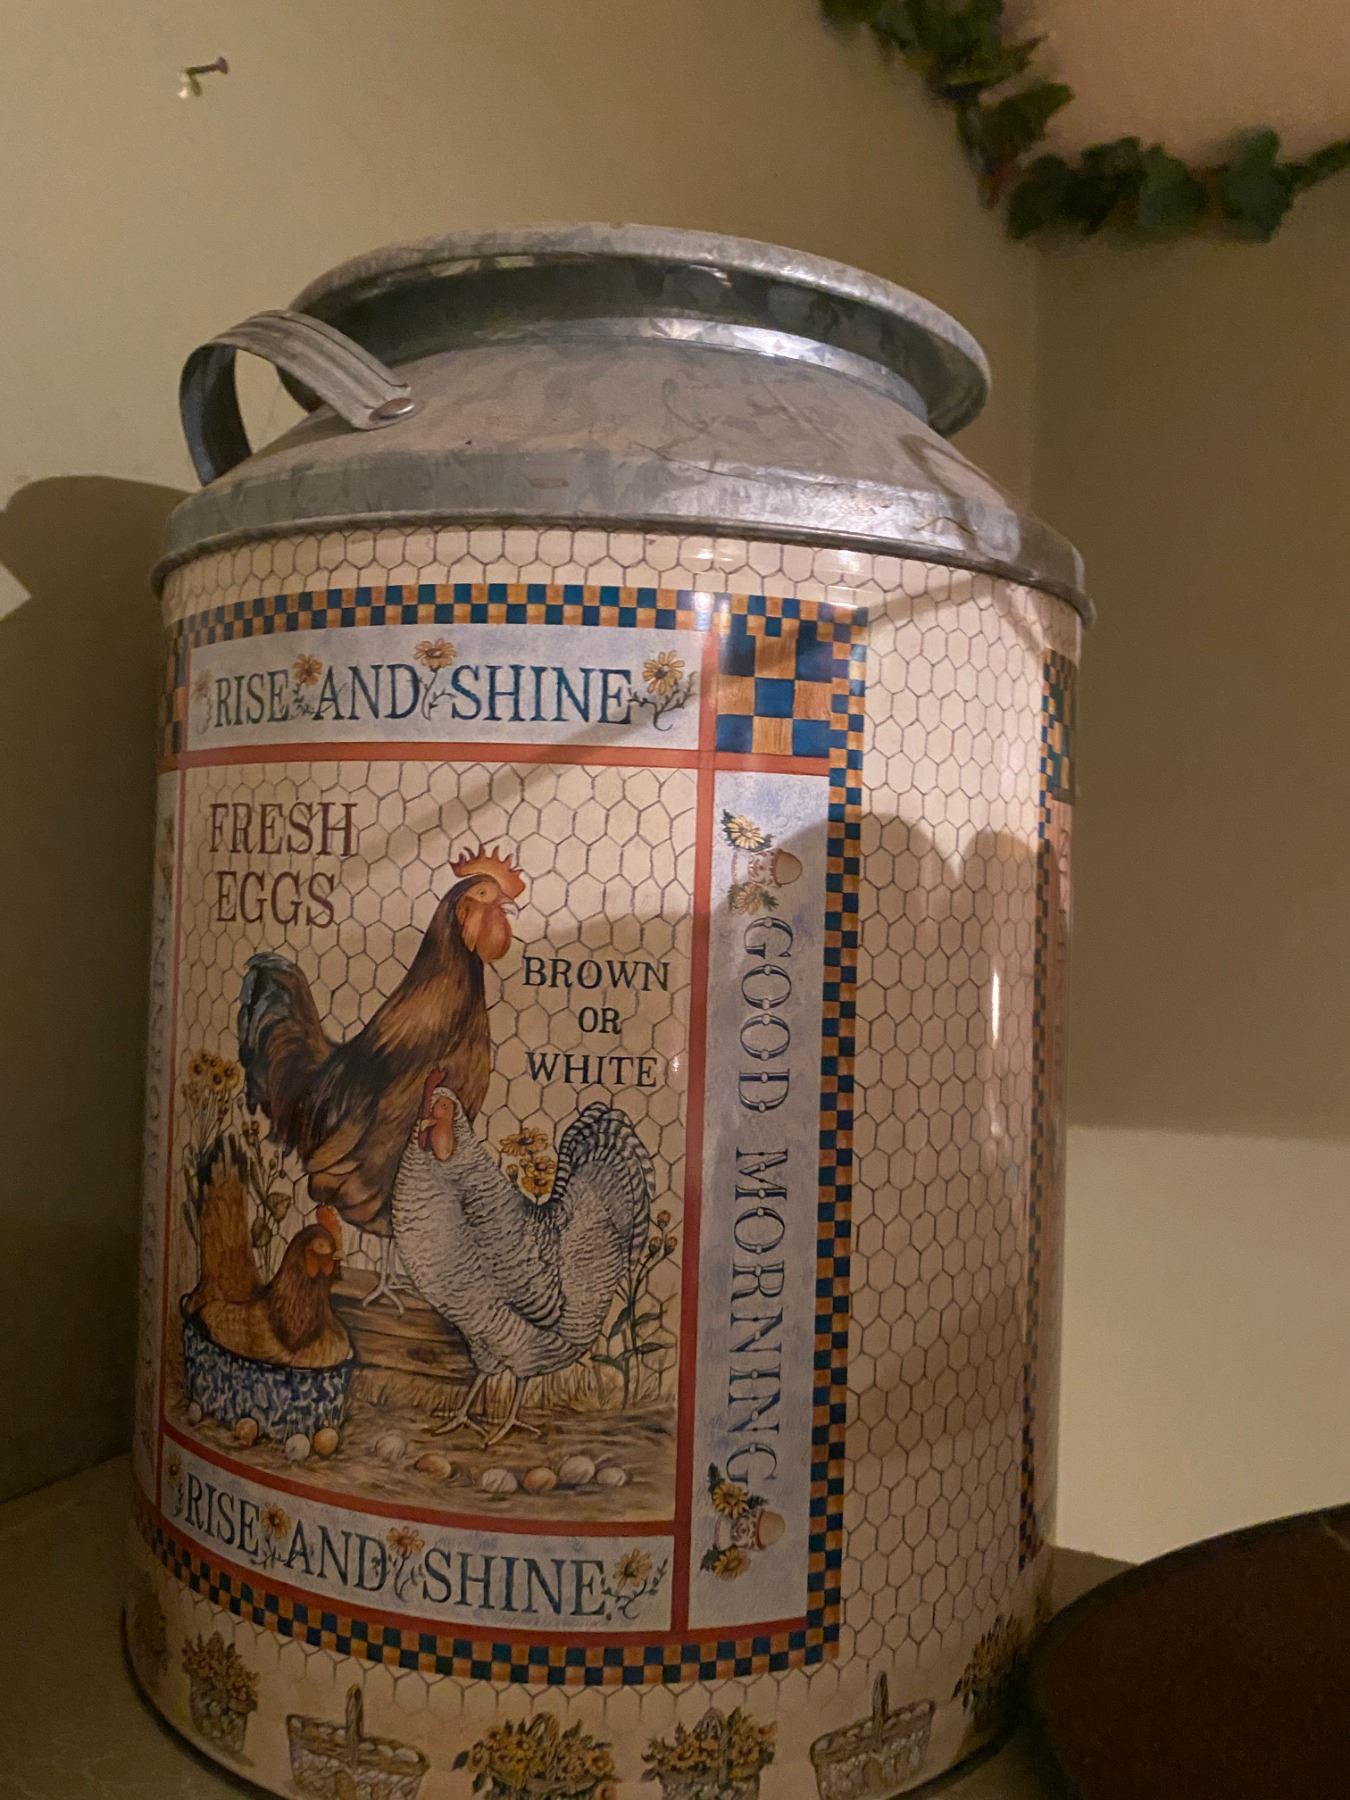 RISE AND SHINE
FRESH
EGGS
BROWN
OR
WHITE
GOOD MORNING
RISE AND SHINE